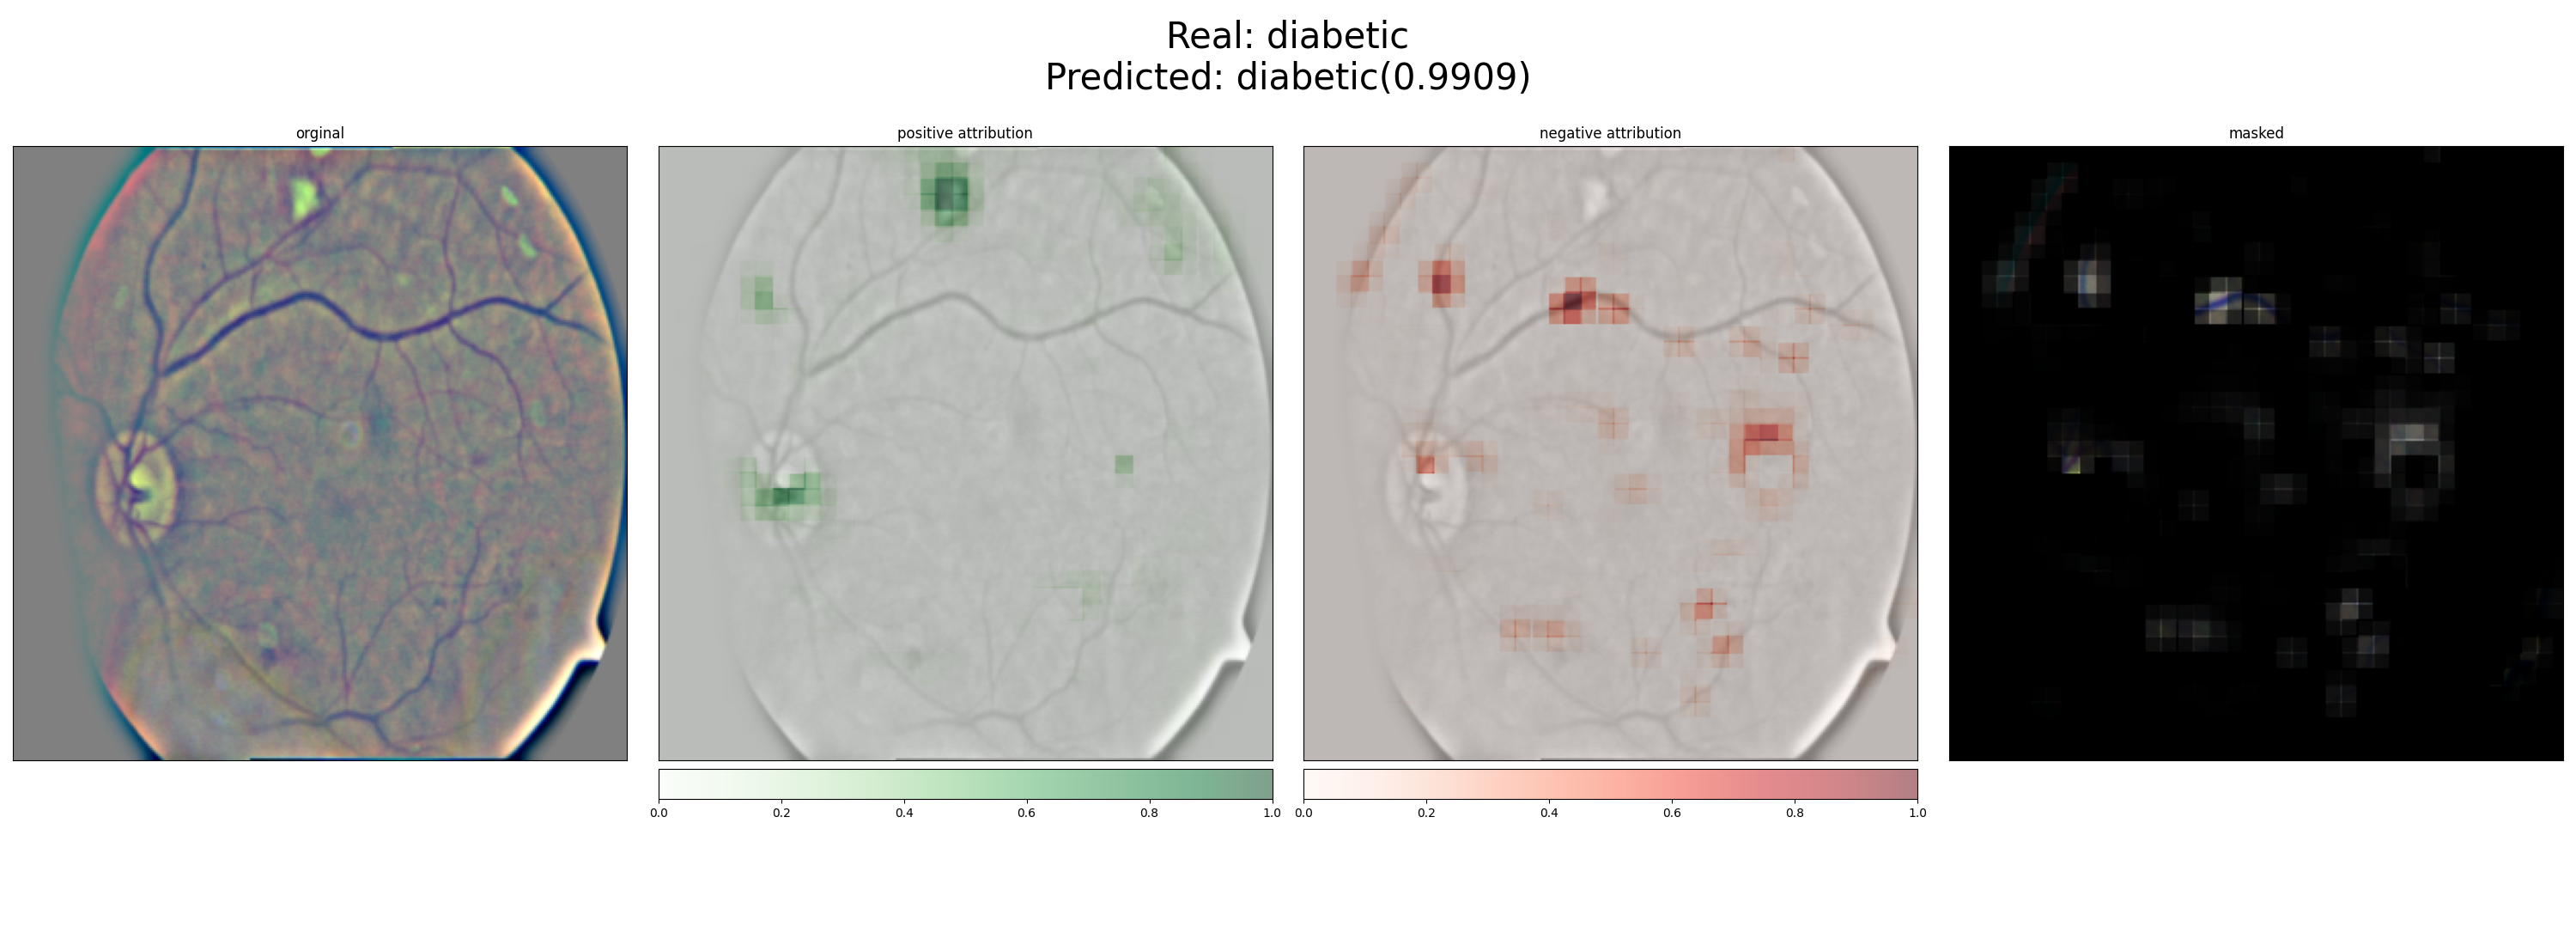 Real: diabetic
Predicted: diabetic(0.9909)
orginal
positive attribution
negative attribution
masked
0.0 0.2 0.4 0.6 0.8 1.0
0.0 0.2 0.4 0.6 0.8 1.0